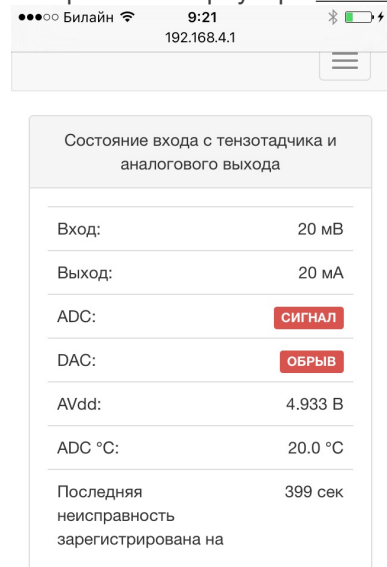 Билайн 9:21
192.168.4.1
Состояние входа с тензотадчика и
аналогового выхода
Вход: 20 мВ
Выход: 20 мА
ADC: СИГНАЛ
DAC: ОБРЫВ
AVdd: 4.933 В
ADC °C: 20.0 °C
Последняя 399 сек
неисправность
зарегистрирована на